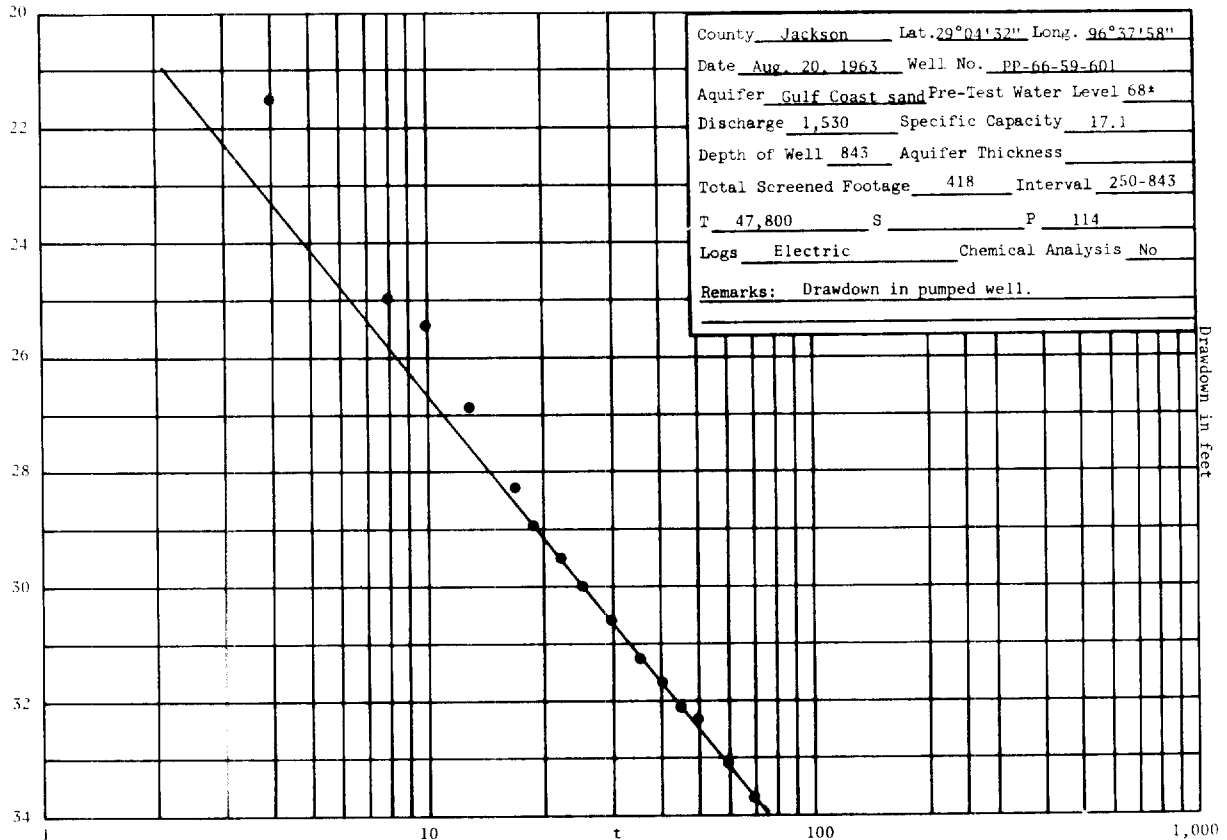 20
22
24
26
28
30
32
34
County Jackson Lat. 29°04'32" Long. 96°37'58"
Date Aug. 20, 1963 Well No. PP-66-59-601
Aquifer Gulf Coast sand Pre-Test Water Level 68±
Discharge 1,530 Specific Capacity 17.1
Depth of Well 843 Aquifer Thickness
Total Screened Footage 418 Interval 250-843
T 47,800 S P 114
Logs Electric Chemical Analysis No
Remarks: Drawdown in pumped well.
Drawdown in feet
1 10 t 100 1,000